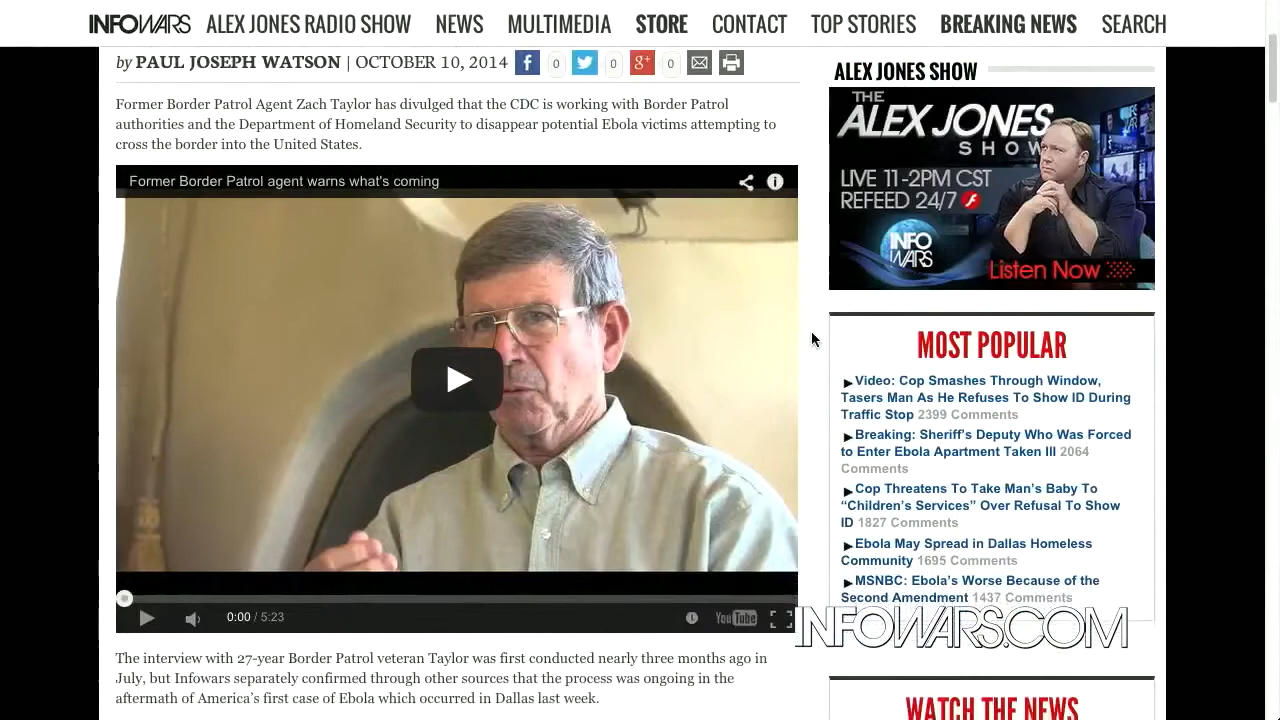 INFOWARS ALEX JONES RADIO SHOW NEWS MULTIMEDIA STORE CONTACT TOP STORIES BREAKING NEWS SEARCH
by PAUL JOSEPH WATSON | OCTOBER 10, 2014 f 0 0 g+ 0
Former Border Patrol Agent Zach Taylor has divulged that the CDC is working with Border Patrol
authorities and the Department of Homeland Security to disappear potential Ebola victims attempting to
cross the border into the United States.
Former Border Patrol agent warns what's coming
0:00 / 5:23
YouTube
The interview with 27-year Border Patrol veteran Taylor was first conducted nearly three months ago in
July, but Infowars separately confirmed through other sources that the process was ongoing in the
aftermath of America's first case of Ebola which occurred in Dallas last week.
ALEX JONES SHOW
THE
ALEX JONES
SHOW
LIVE 11-2PM CST
REFEED 24/7
INFO
WARS
Listen Now
MOST POPULAR
Video: Cop Smashes Through Window,
Tasers Man As He Refuses To Show ID During
Traffic Stop 2399 Comments
Breaking: Sheriff's Deputy Who Was Forced
to Enter Ebola Apartment Taken Ill 2064
Comments
Cop Threatens To Take Man's Baby To
“Children's Services” Over Refusal To Show
ID 1827 Comments
Ebola May Spread in Dallas Homeless
Community 1695 Comments
MSNBC: Ebola's Worse Because of the
Second Amendment 1437 Comments
INFOWARS.COM
WATCH THE NEWS